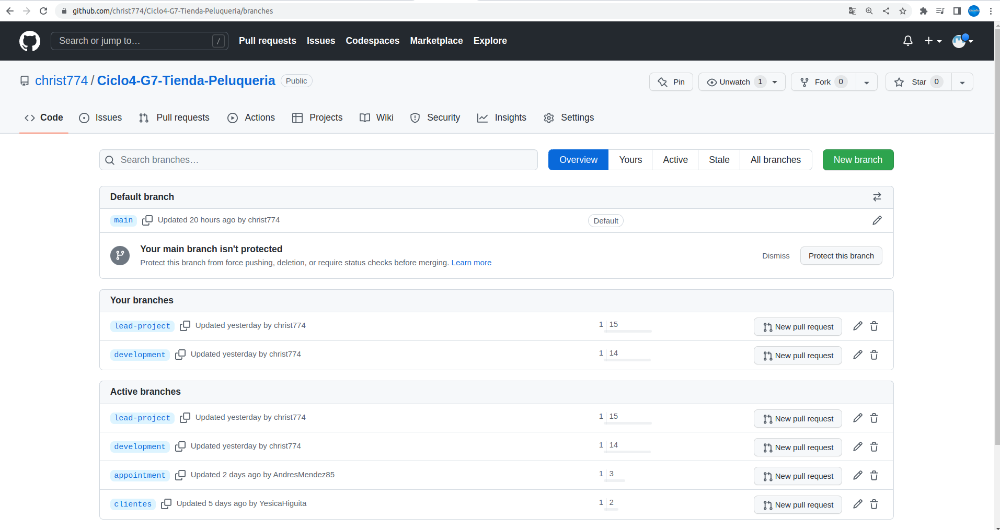 github.com/christ774/Ciclo4-G7-Tienda-Peluqueria/branches
Search or jump to… / Pull requests Issues Codespaces Marketplace Explore
christ774 / Ciclo4-G7-Tienda-Peluqueria Public Pin Unwatch 1 Fork 0 Star 0
Code Issues Pull requests Actions Projects Wiki Security Insights Settings
Search branches… Overview Yours Active Stale All branches New branch
Default branch
main Updated 20 hours ago by christ774 Default
Your main branch isn't protected
Protect this branch from force pushing, deletion, or require status checks before merging. Learn more Dismiss Protect this branch
Your branches
lead-project Updated yesterday by christ774 1 15 New pull request
development Updated yesterday by christ774 1 14 New pull request
Active branches
lead-project Updated yesterday by christ774 1 15 New pull request
development Updated yesterday by christ774 1 14 New pull request
appointment Updated 2 days ago by AndresMendez85 1 3 New pull request
clientes Updated 5 days ago by YesicaHiguita 1 2 New pull request